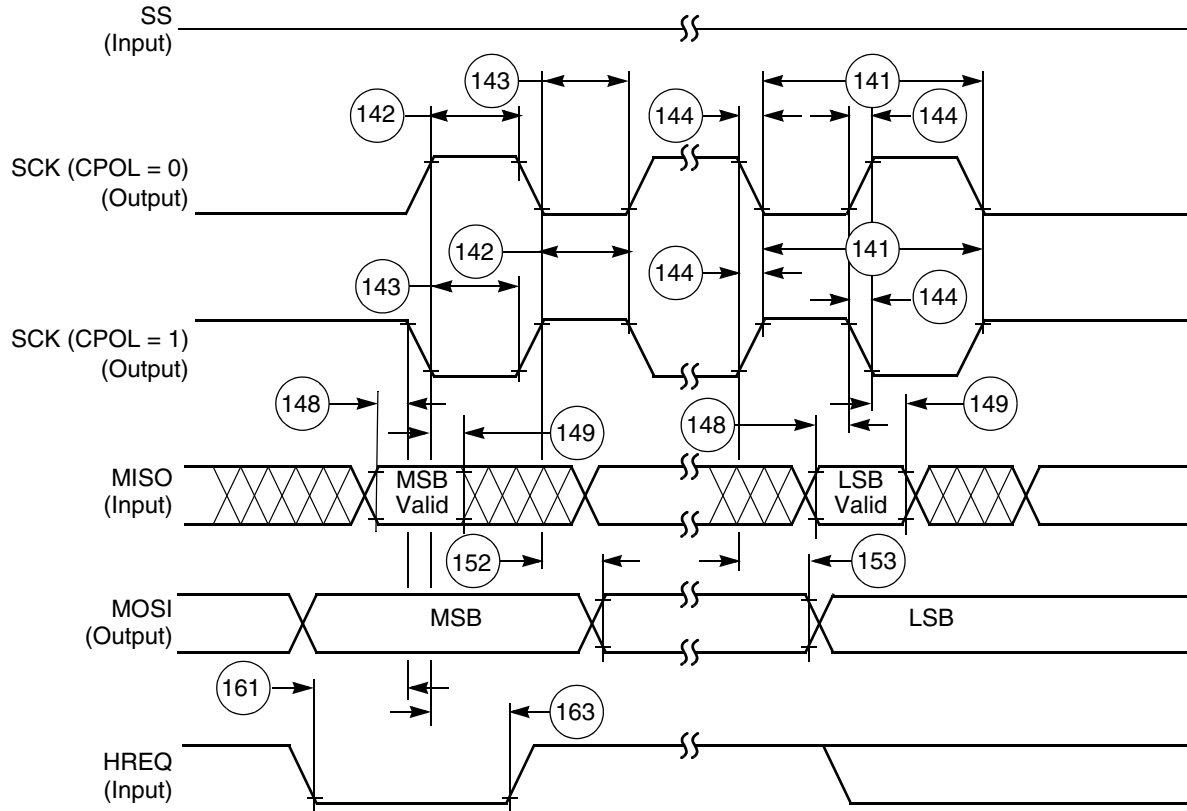 SS
(Input)
143
141
142
144
144
SCK (CPOL = 0)
(Output)
142
141
143
144
144
SCK (CPOL = 1)
(Output)
148
149
148
149
MISO
(Input)
MSB
Valid
LSB
Valid
152
153
MOSI
(Output)
MSB
LSB
161
163
HREQ
(Input)